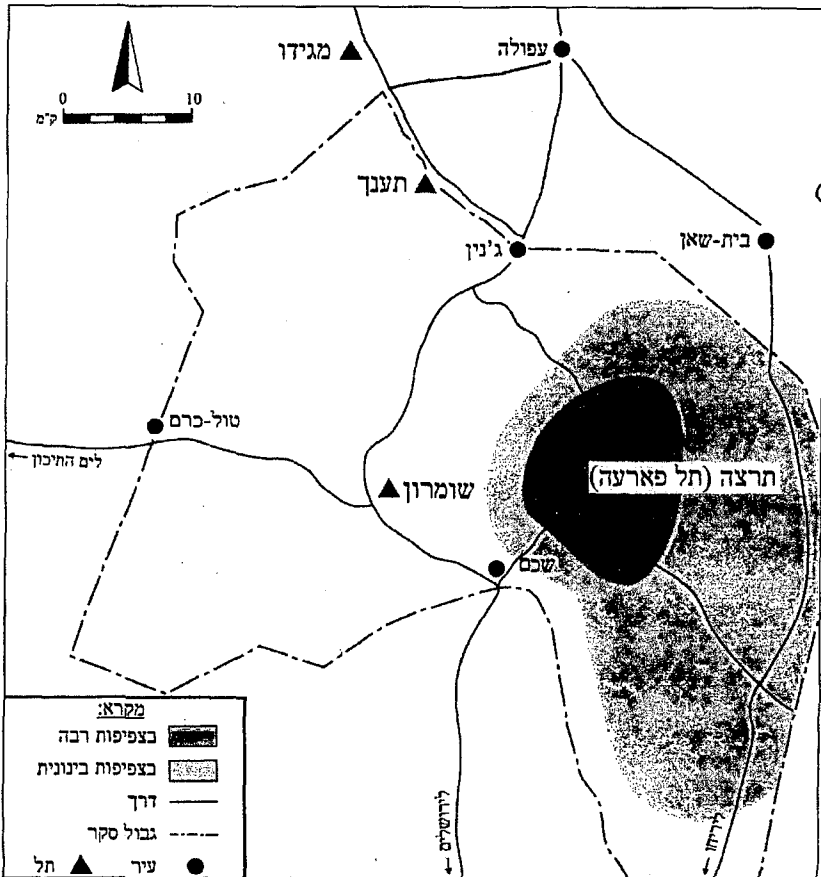 מגידו
עפולה
0 10
ק"מ
תענך
ג'נין
בית-שאן
טול-כרם
לים התיכון
שומרון
תרצה (תל פארעה)
שכם
לירושלים
ליריחו
מקרא:
בצפיפות רבה
בצפיפות בינונית
דרך
גבול סקר
עיר
תל